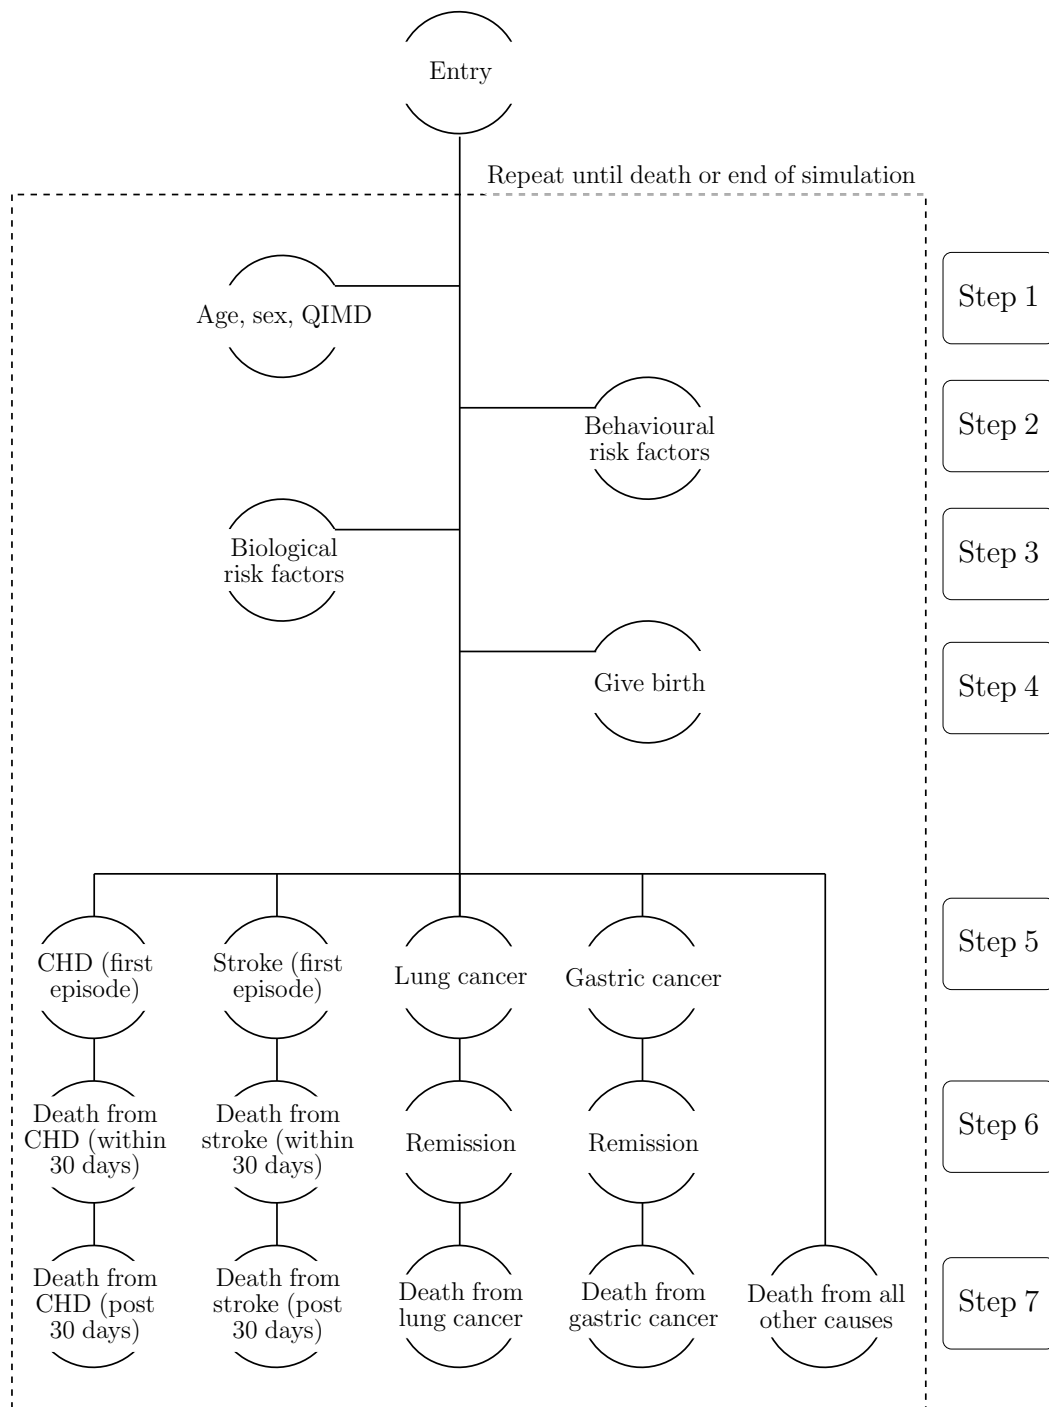 Entry
Repeat until death or end of simulation
Age, sex, QIMD
Step 1
Behavioural
risk factors
Step 2
Biological
risk factors
Step 3
Give birth
Step 4
CHD (first
episode)
Stroke (first
episode)
Lung cancer
Gastric cancer
Step 5
Death from
CHD (within
30 days)
Death from
stroke (within
30 days)
Remission
Remission
Step 6
Death from
CHD (post
30 days)
Death from
stroke (post
30 days)
Death from
lung cancer
Death from
gastric cancer
Death from all
other causes
Step 7